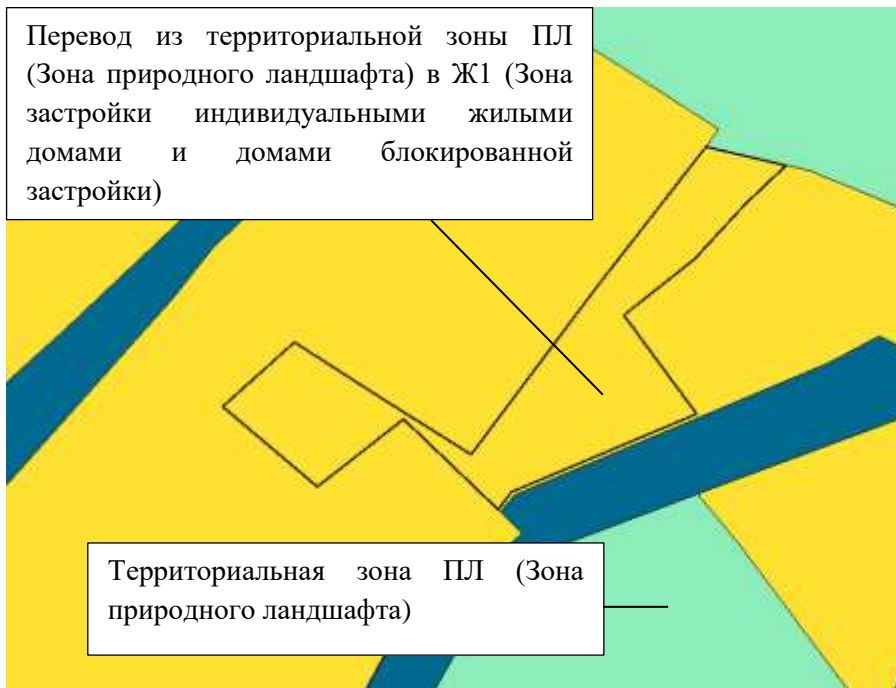 Перевод из территориальной зоны ПЛ
(Зона природного ландшафта) в Ж1 (Зона
застройки индивидуальными жилыми
домами и домами блокированной
застройки)
Территориальная зона ПЛ (Зона
природного ландшафта)